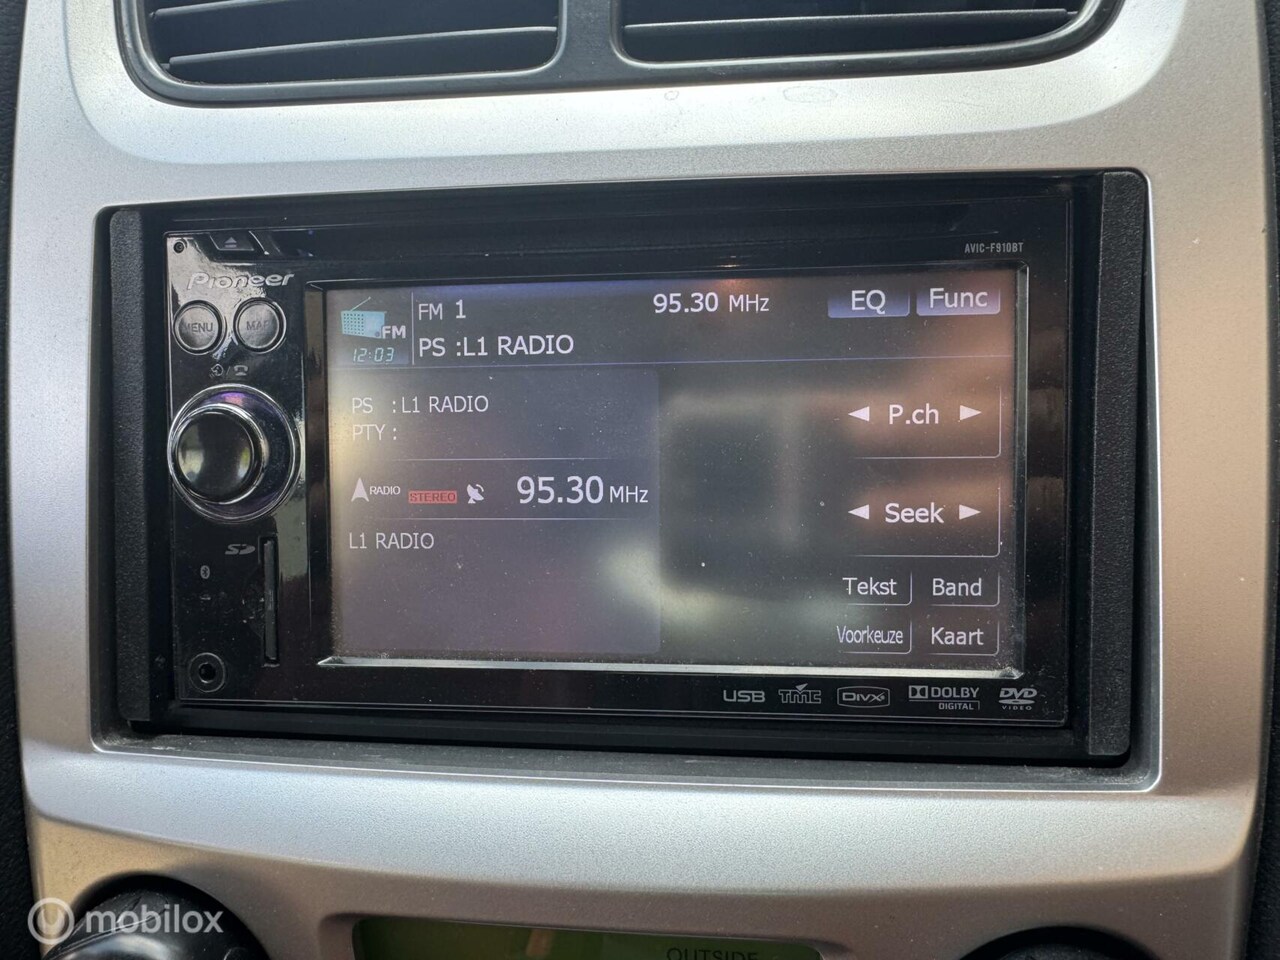 AVIC-F910BT
Pioneer
MENU
MAP
FM 1
95.30 MHz
EQ
Func
FM
12:03
PS :L1 RADIO
PS :L1 RADIO
PTY :
P.ch
RADIO
STEREO
95.30 MHz
Seek
L1 RADIO
SD
Tekst
Band
Voorkeuze
Kaart
USB
TMC
DIVX
DOLBY
DIGITAL
DVD
VIDEO
mobilox
OUTSIDE